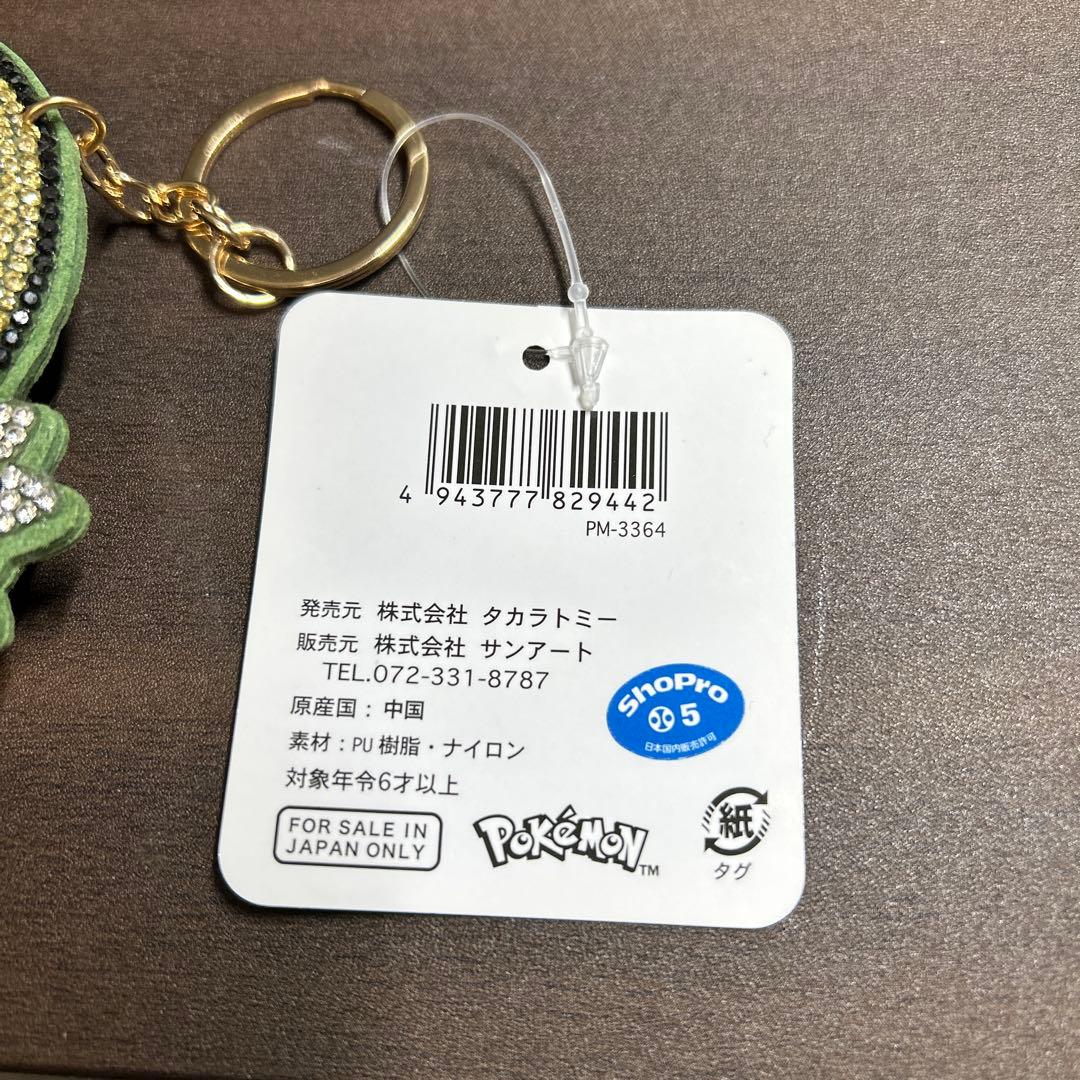 4 943777 829442
PM-3364
発売元 株式会社 タカラトミー
販売元 株式会社 サンアート
TEL.072-331-8787
原産国：中国
素材：PU樹脂・ナイロン
対象年令6才以上
ShoPro
5
日本国内販売許可
FOR SALE IN
JAPAN ONLY
POKéMON™
紙
タグ